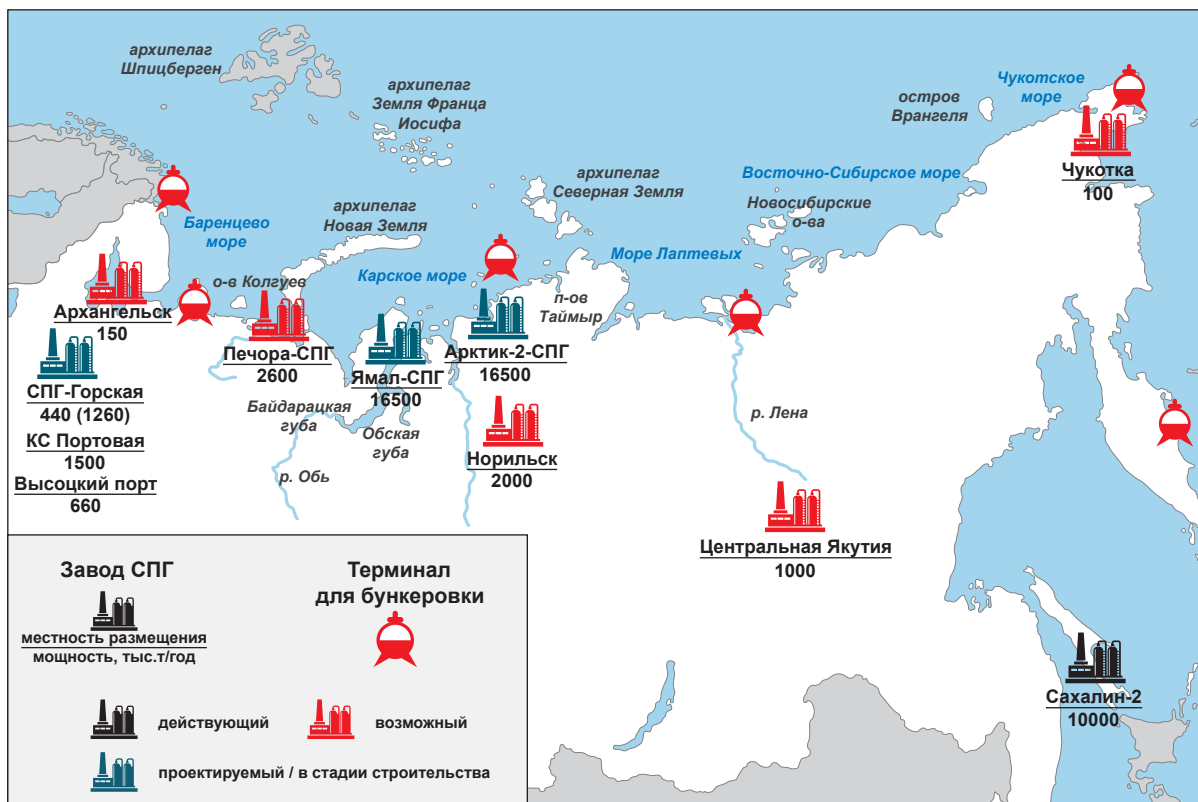 архипелаг
Шпицберген
архипелаг
Земля Франца
Иосифа
Чукотское
море
остров
Врангеля
Чукотка
100
архипелаг
Северная Земля
Восточно-Сибирское море
Новосибирские
о-ва
архипелаг
Новая Земля
Баренцево
море
Море Лаптевых
Карское море
о-в Колгуев
п-ов
Таймыр
Архангельск
150
Печора-СПГ
2600
Ямал-СПГ
16500
Арктик-2-СПГ
16500
СПГ-Горская
440 (1260)
КС Портовая
1500
Высоцкий порт
660
Байдарацкая
губа
Обская
губа
р. Обь
Норильск
2000
р. Лена
Центральная Якутия
1000
Сахалин-2
10000
Завод СПГ
местность размещения
мощность, тыс.т/год
Терминал
для бункеровки
действующий
возможный
проектируемый / в стадии строительства